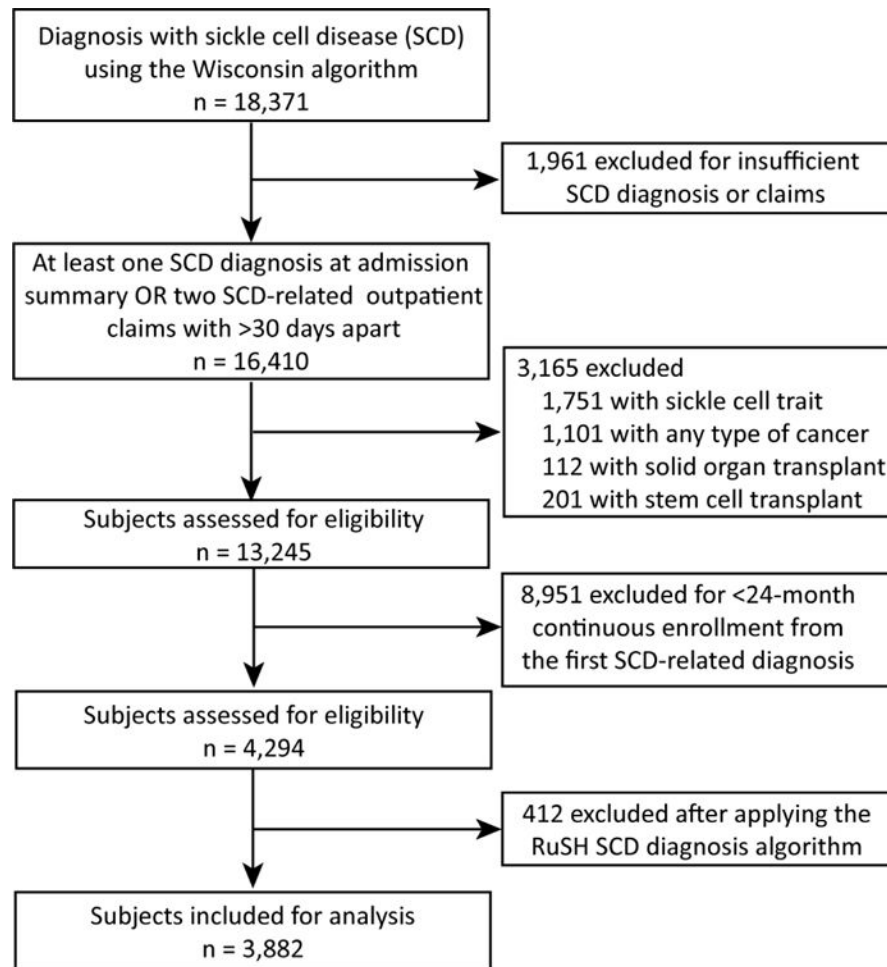 Diagnosis with sickle cell disease (SCD)
using the Wisconsin algorithm
n = 18,371
1,961 excluded for insufficient
SCD diagnosis or claims
At least one SCD diagnosis at admission
summary OR two SCD-related outpatient
claims with >30 days apart
n = 16,410
3,165 excluded
1,751 with sickle cell trait
1,101 with any type of cancer
112 with solid organ transplant
201 with stem cell transplant
Subjects assessed for eligibility
n = 13,245
8,951 excluded for <24-month
continuous enrollment from
the first SCD-related diagnosis
Subjects assessed for eligibility
n = 4,294
412 excluded after applying the
RuSH SCD diagnosis algorithm
Subjects included for analysis
n = 3,882